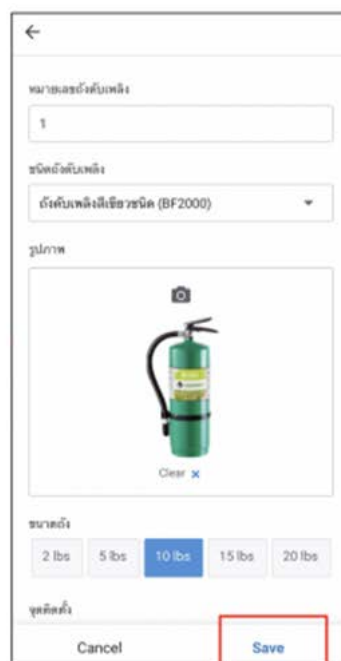 หมายเลขถังดับเพลิง
1
ชนิดถังดับเพลิง
ถังดับเพลิงสีเขียวชนิด (BF2000)
รูปภาพ
Clear ×
ขนาดถัง
2 lbs 5 lbs 10 lbs 15 lbs 20 lbs
จุดติดตั้ง
Cancel Save